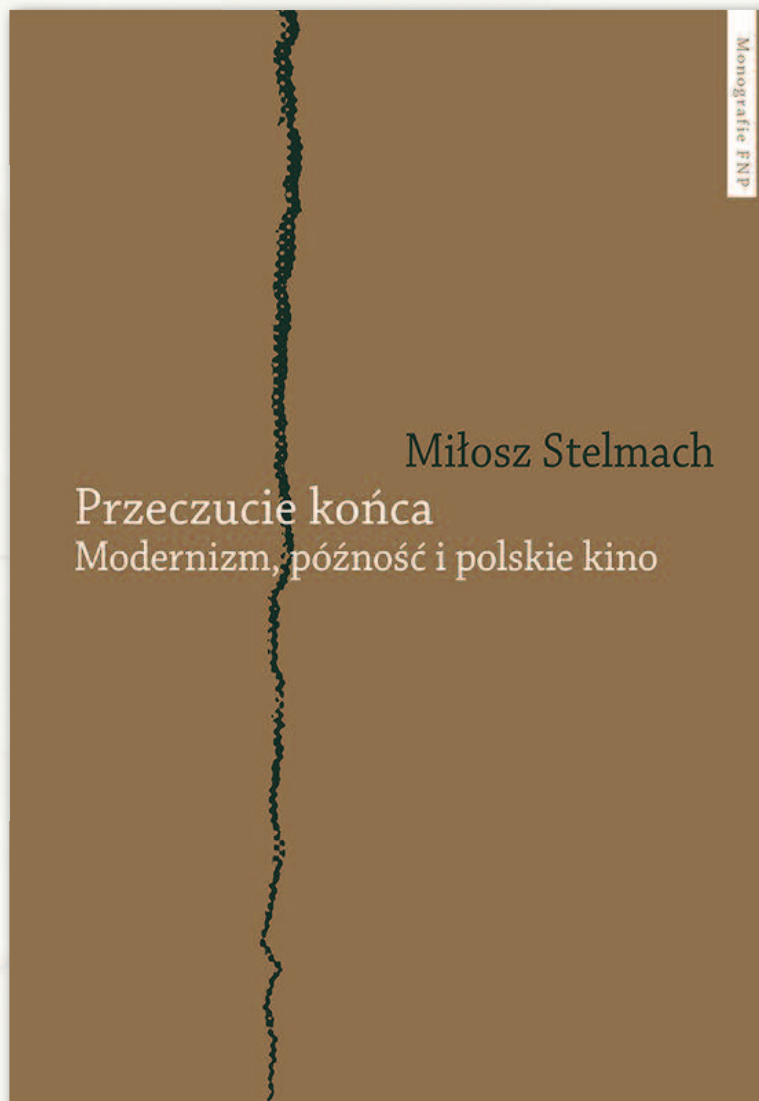 Monografie FNP
Miłosz Stelmach
Przeczucie końca
Modernizm, późność i polskie kino